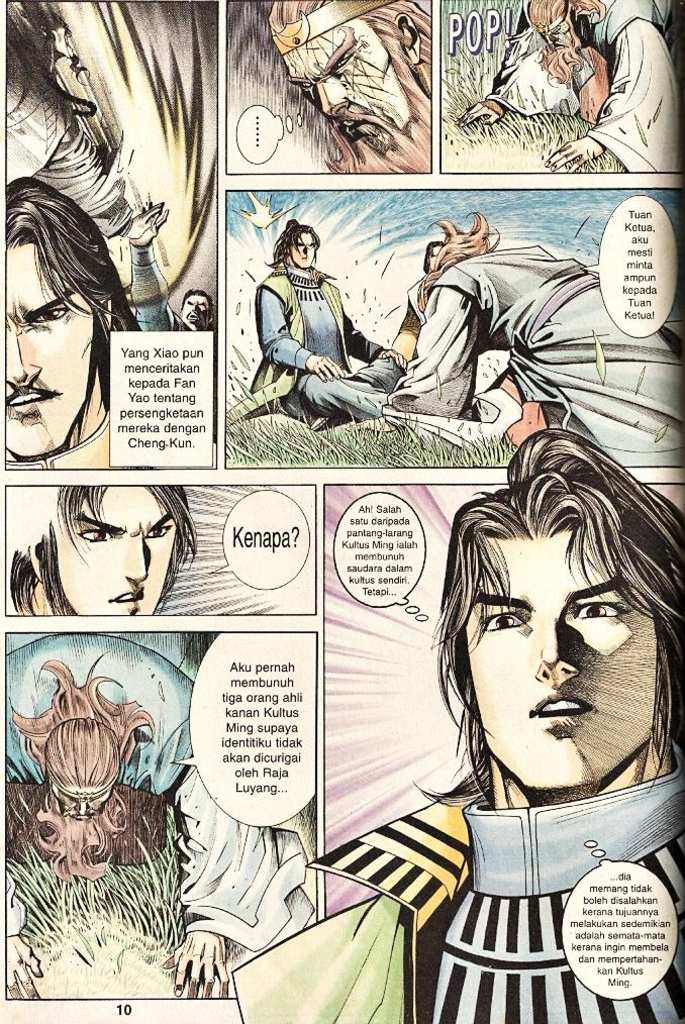 Yang Xiao pun
menceritakan
kepada Fan
Yao tentang
persengketaan
mereka dengan
Cheng Kun.
......
POP!
Tuan
Ketua,
aku
mesti
minta
ampun
kepada
Tuan
Ketua!
Kenapa?
Ah! Salah
satu daripada
pantang-larang
Kultus Ming ialah
membunuh
saudara dalam
kultus sendiri.
Tetapi...
Aku pernah
membunuh
tiga orang ahli
kanan Kultus
Ming supaya
identitiku tidak
akan dicurigai
oleh Raja
Luyang...
...dia
memang tidak
boleh disalahkan
kerana tujuannya
melakukan sedemikian
adalah semata-mata
kerana ingin membela
dan mempertahan-
kan Kultus
Ming.
10